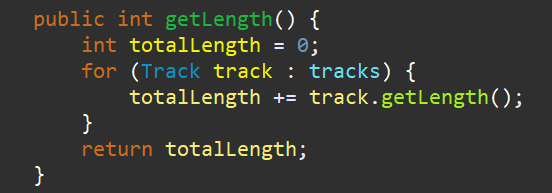 public int getLength() {
    int totalLength = 0;
    for (Track track : tracks) {
        totalLength += track.getLength();
    }
    return totalLength;
}